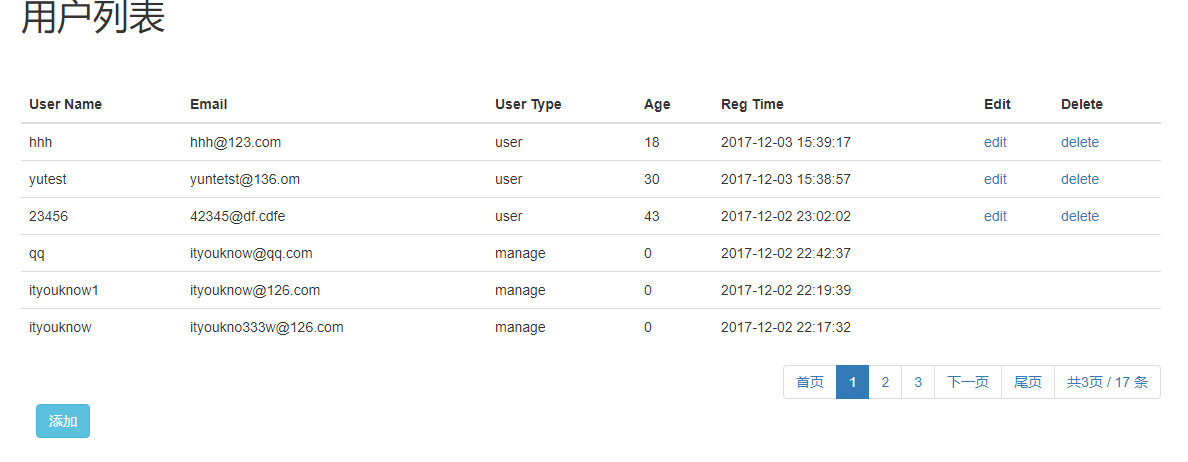 用户列表
User Name Email User Type Age Reg Time Edit Delete
hhh hhh@123.com user 18 2017-12-03 15:39:17 edit delete
yutest yuntetst@136.om user 30 2017-12-03 15:38:57 edit delete
23456 42345@df.cdfe user 43 2017-12-02 23:02:02 edit delete
qq ityouknow@qq.com manage 0 2017-12-02 22:42:37
ityouknow1 ityouknow@126.com manage 0 2017-12-02 22:19:39
ityouknow ityoukno333w@126.com manage 0 2017-12-02 22:17:32
首页 1 2 3 下一页 尾页 共3页 / 17 条
添加